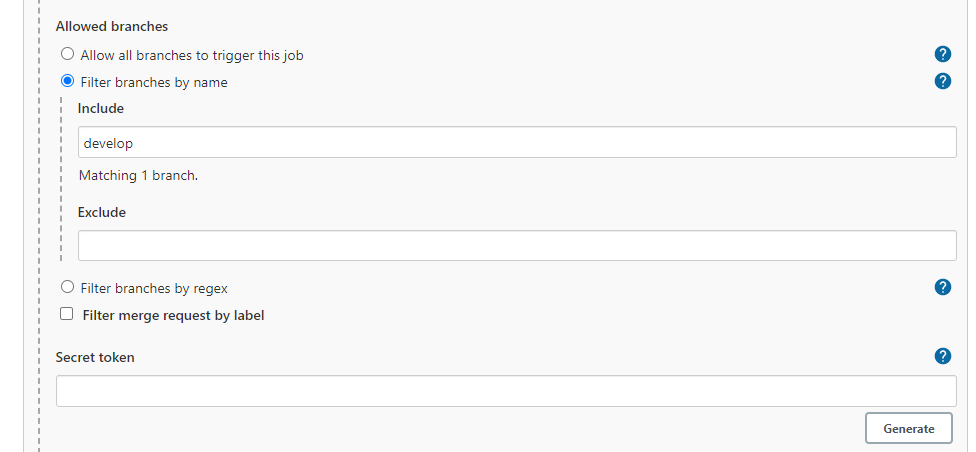 Allowed branches
Allow all branches to trigger this job
?
Filter branches by name
?
Include
develop
Matching 1 branch.
Exclude
Filter branches by regex
?
Filter merge request by label
Secret token
?
Generate